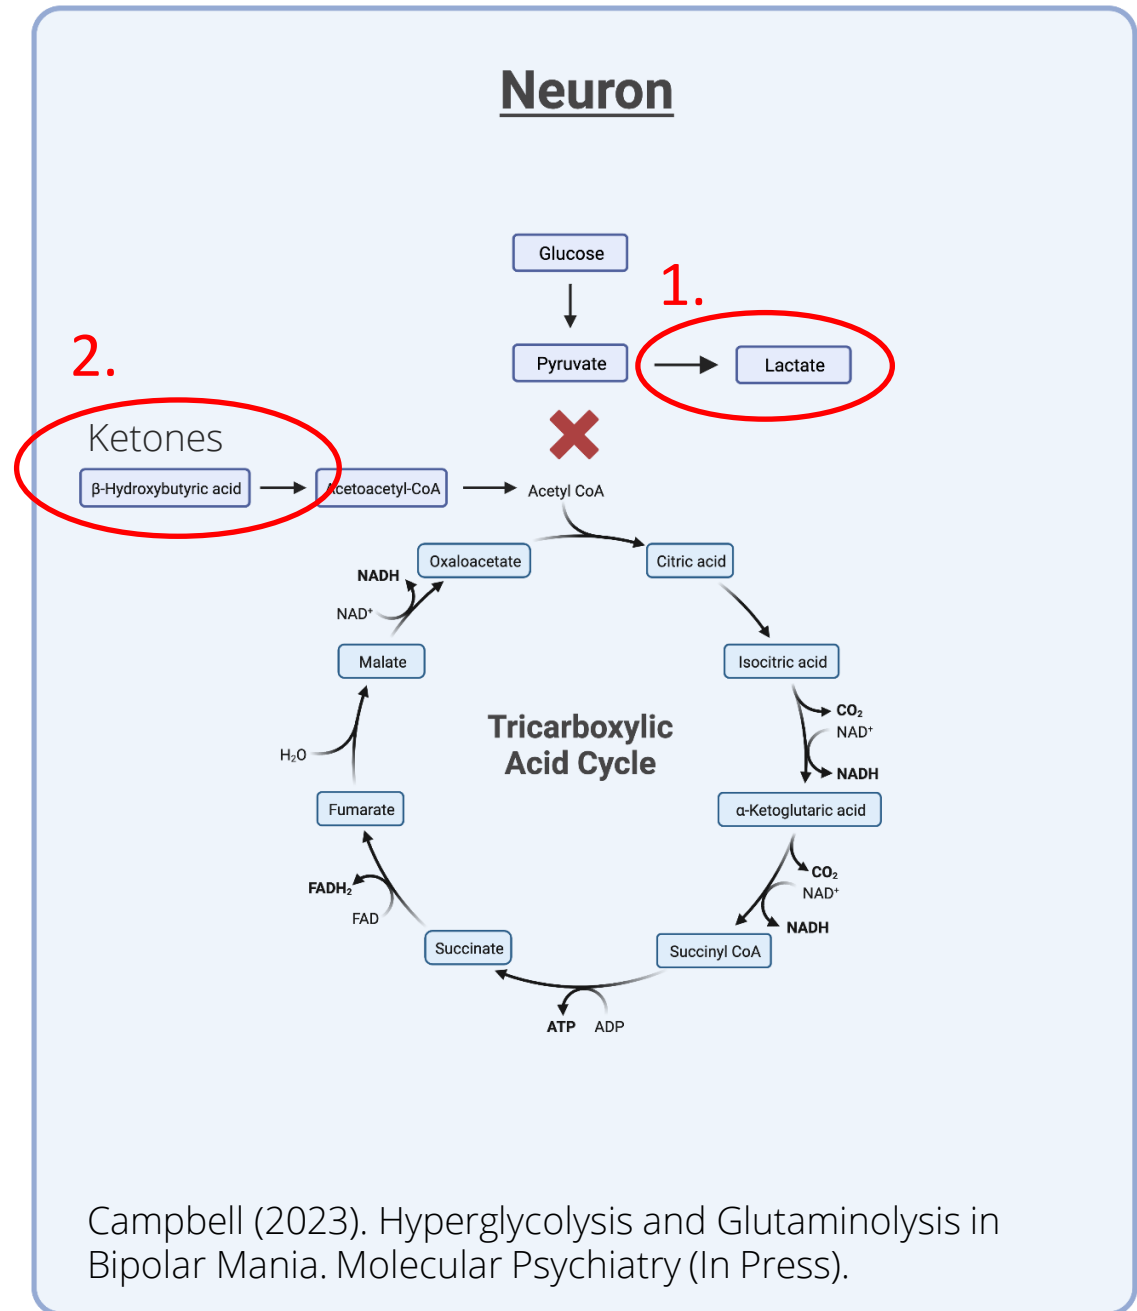 Neuron
Glucose
1.
Pyruvate
Lactate
2.
Ketones
β-Hydroxybutyric acid
Acetoacetyl-CoA
Acetyl CoA
Oxaloacetate
Citric acid
NADH
NAD⁺
Malate
Isocitric acid
CO₂
NAD⁺
NADH
Tricarboxylic
Acid Cycle
H₂O
Fumarate
α-Ketoglutaric acid
CO₂
NAD⁺
NADH
FADH₂
FAD
Succinate
Succinyl CoA
ATP
ADP
Campbell (2023). Hyperglycolysis and Glutaminolysis in
Bipolar Mania. Molecular Psychiatry (In Press).